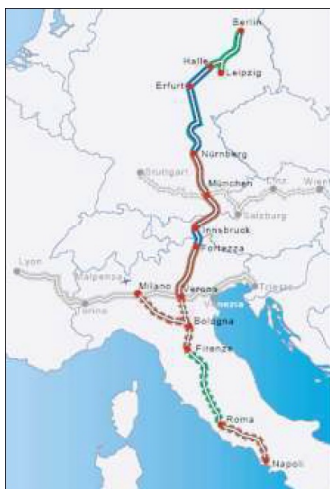 Berlin
Halle
Leipzig
Erfurt
Nürnberg
Stuttgart
München
Linz
Wien
Salzburg
Innsbruck
Fortezza
Lyon
Malpensa
Milano
Verona
Trieste
Venezia
Torino
Bologna
Firenze
Roma
Napoli